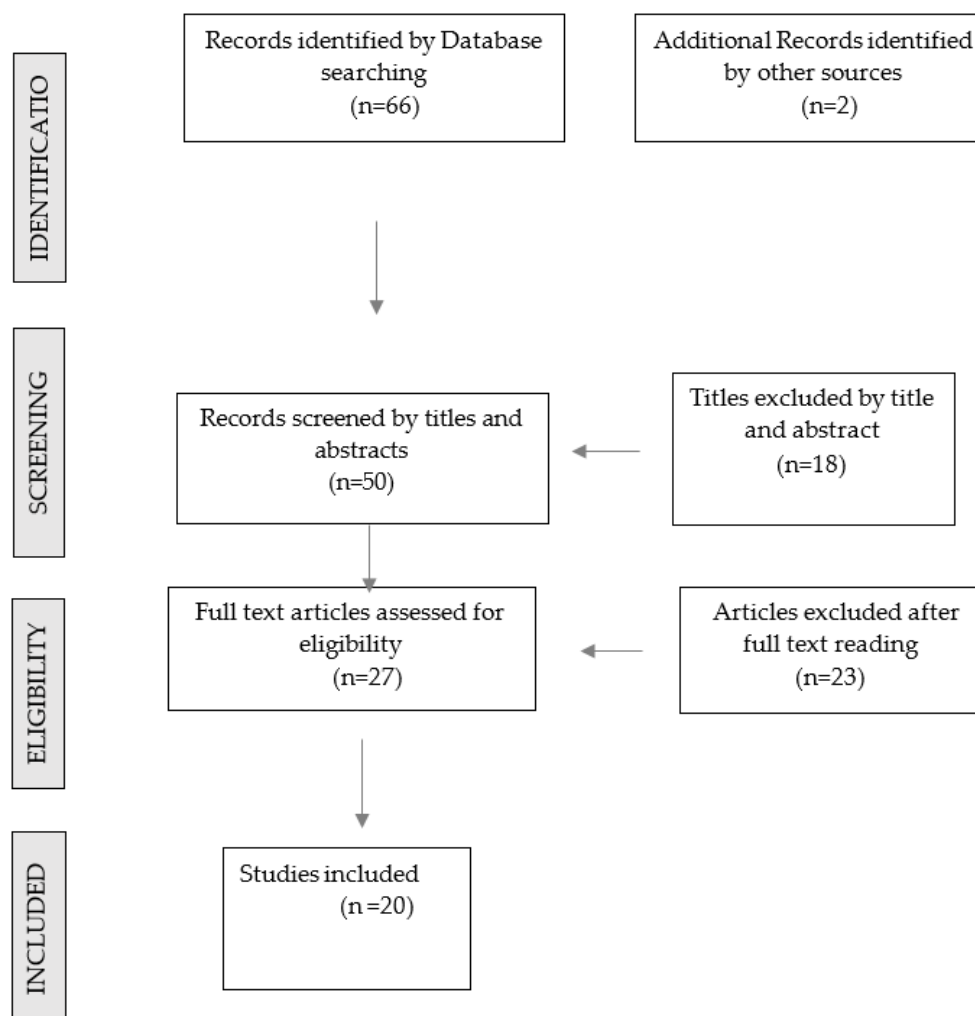 IDENTIFICATIO
Records identified by Database
searching
(n=66)
Additional Records identified
by other sources
(n=2)
SCREENING
Records screened by titles and
abstracts
(n=50)
Titles excluded by title
and abstract
(n=18)
ELIGIBILITY
Full text articles assessed for
eligibility
(n=27)
Articles excluded after
full text reading
(n=23)
INCLUDED
Studies included
(n =20)